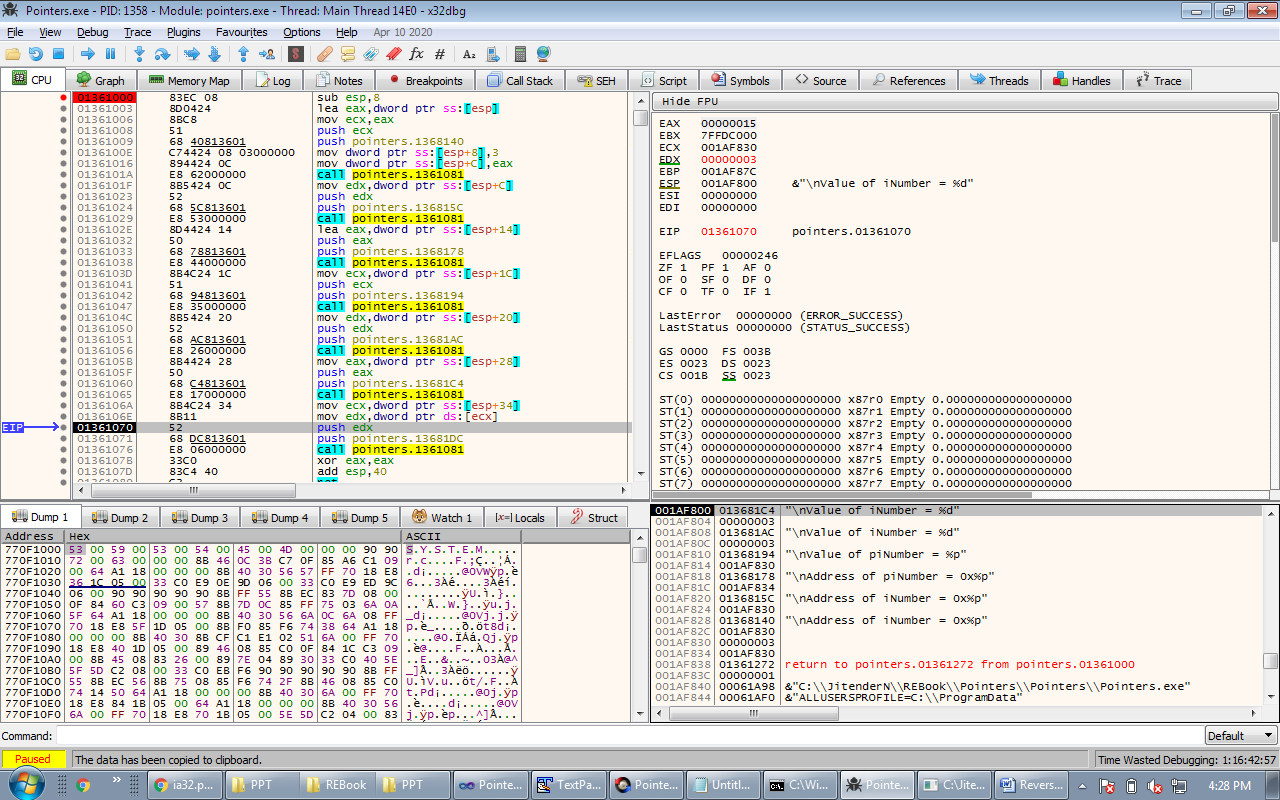 Pointers.exe - PID: 1358 - Module: pointers.exe - Thread: Main Thread 14E0 - x32dbg
File View Debug Trace Plugins Favourites Options Help Apr 10 2020
CPU Graph Memory Map Log Notes Breakpoints Call Stack SEH Script Symbols Source References Threads Handles Trace
01361000 83EC 08 sub esp,8
01361003 8D0424 lea eax,dword ptr ss:[esp]
01361006 8BC8 mov ecx,eax
01361008 51 push ecx
01361009 68 40813601 push pointers.1368140
0136100E C74424 08 03000000 mov dword ptr ss:[esp+8],3
01361016 894424 0C mov dword ptr ss:[esp+C],eax
0136101A E8 62000000 call pointers.1361081
0136101F 8B5424 0C mov edx,dword ptr ss:[esp+C]
01361023 52 push edx
01361024 68 5C813601 push pointers.136815C
01361029 E8 53000000 call pointers.1361081
0136102E 8D4424 14 lea eax,dword ptr ss:[esp+14]
01361032 50 push eax
01361033 68 78813601 push pointers.1368178
01361038 E8 44000000 call pointers.1361081
0136103D 8B4C24 1C mov ecx,dword ptr ss:[esp+1C]
01361041 51 push ecx
01361042 68 94813601 push pointers.1368194
01361047 E8 35000000 call pointers.1361081
0136104C 8B5424 20 mov edx,dword ptr ss:[esp+20]
01361050 52 push edx
01361051 68 AC813601 push pointers.13681AC
01361056 E8 26000000 call pointers.1361081
0136105B 8B4424 28 mov eax,dword ptr ss:[esp+28]
0136105F 50 push eax
01361060 68 C4813601 push pointers.13681C4
01361065 E8 17000000 call pointers.1361081
0136106A 8B4C24 34 mov ecx,dword ptr ss:[esp+34]
0136106E 8B11 mov edx,dword ptr ds:[ecx]
EIP 01361070 52 push edx
01361071 68 DC813601 push pointers.13681DC
01361076 E8 06000000 call pointers.1361081
0136107B 33C0 xor eax,eax
0136107D 83C4 40 add esp,40
Hide FPU
EAX 00000015
EBX 7FFDC000
ECX 001AF830
EDX 00000003
EBP 001AF87C
ESP 001AF800 &"\nValue of iNumber = %d"
ESI 00000000
EDI 00000000
EIP 01361070 pointers.01361070
EFLAGS 00000246
ZF 1 PF 1 AF 0
OF 0 SF 0 DF 0
CF 0 TF 0 IF 1
LastError 00000000 (ERROR_SUCCESS)
LastStatus 00000000 (STATUS_SUCCESS)
GS 0000 FS 003B
ES 0023 DS 0023
CS 001B SS 0023
ST(0) 00000000000000000000 x87r0 Empty 0.000000000000000000
ST(1) 00000000000000000000 x87r1 Empty 0.000000000000000000
ST(2) 00000000000000000000 x87r2 Empty 0.000000000000000000
ST(3) 00000000000000000000 x87r3 Empty 0.000000000000000000
ST(4) 00000000000000000000 x87r4 Empty 0.000000000000000000
ST(5) 00000000000000000000 x87r5 Empty 0.000000000000000000
ST(6) 00000000000000000000 x87r6 Empty 0.000000000000000000
ST(7) 00000000000000000000 x87r7 Empty 0.000000000000000000
Dump 1 Dump 2 Dump 3 Dump 4 Dump 5 Watch 1 [x=] Locals Struct
Address Hex ASCII
770F1000 53 00 59 00 53 00 54 00 45 00 4D 00 00 00 90 90 S.Y.S.T.E.M.....
770F1010 72 00 63 00 00 00 8B 46 0C 3B C7 0F 85 A6 C1 09
770F1020 00 64 A1 18 00 00 00 8B 40 30 56 57 FF 70 18 E8
770F1030 36 1C 05 00 33 C0 E9 0E 9D 06 00 33 C0 E9 ED 9C
770F1040 06 00 90 90 90 90 90 8B FF 55 8B EC 83 7D 08 00
770F1050 0F 84 60 C3 09 00 57 8B 7D 0C 85 FF 75 03 6A 0A
770F1060 5F 64 A1 18 00 00 00 8B 40 30 56 6A 0C 6A 08 FF
770F1070 70 18 E8 5F 1D 05 00 8B F0 85 F6 74 38 64 A1 18
770F1080 00 00 00 8B 40 30 8B CF C1 E1 02 51 6A 00 FF 70
770F1090 18 E8 40 1D 05 00 89 46 08 85 C0 0F 84 1C C3 09
770F10A0 00 8B 45 08 83 26 00 89 7E 04 89 30 33 C0 40 5E
770F10B0 5F 5D C2 08 00 33 C0 EB F6 90 90 90 90 90 8B FF
770F10C0 55 8B EC 56 8B 75 08 85 F6 74 2F 8B 46 08 85 C0
770F10D0 74 14 50 64 A1 18 00 00 00 8B 40 30 6A 00 FF 70
770F10E0 18 E8 84 1B 05 00 64 A1 18 00 00 00 8B 40 30 56
770F10F0 6A 00 FF 70 18 E8 70 1B 05 00 5E 5D C2 04 00 83
001AF800 013681C4 "\nValue of iNumber = %d"
001AF804 00000003
001AF808 013681AC "\nValue of iNumber = %d"
001AF80C 00000003
001AF810 01368194 "\nValue of piNumber = %p"
001AF814 001AF830
001AF818 01368178 "\nAddress of piNumber = 0x%p"
001AF81C 001AF834
001AF820 0136815C "\nAddress of iNumber = 0x%p"
001AF824 001AF830
001AF828 01368140 "\nAddress of iNumber = 0x%p"
001AF82C 001AF830
001AF830 00000003
001AF834 001AF830
001AF838 01361272 return to pointers.01361272 from pointers.01361000
001AF83C 00000001
001AF840 00061A98 &"C:\\JitenderN\\REBook\\Pointers\\Pointers\\Pointers.exe"
001AF844 00061AF0 &"ALLUSERSPROFILE=C:\\ProgramData"
Command: Default
Paused The data has been copied to clipboard. Time Wasted Debugging: 1:16:42:57
ia32.p... PPT REBook PPT Pointe... TextPa... Pointe... Untitl... C:\Wi... Pointe... C:\Jite... Revers... 4:28 PM